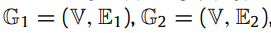 𝔾₁ = (𝕍, 𝔼₁), 𝔾₂ = (𝕍, 𝔼₂),